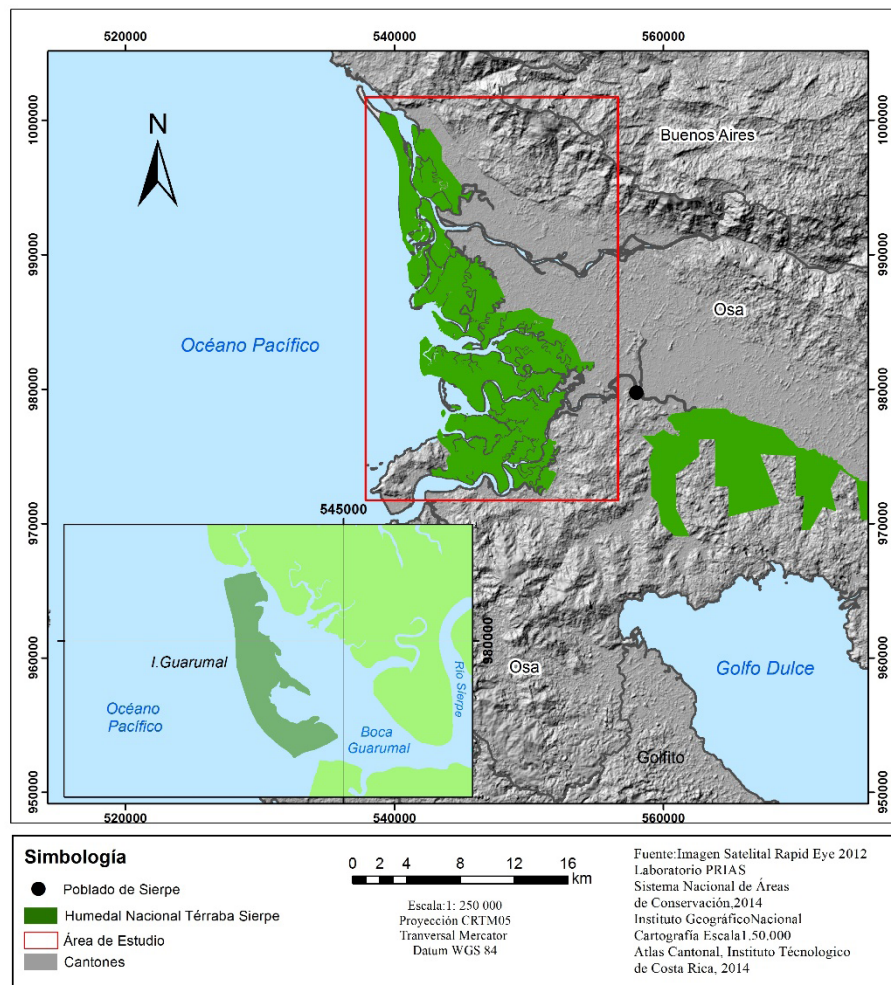 520000
540000
560000
1000000
1000000
N
Buenos Aires
990000
990000
Osa
Océano Pacífico
980000
980000
970000
970000
545000
I.Guarumal
980000
960000
Río Sierpe
Osa
Golfo Dulce
Océano
Pacífico
Boca
Guarumal
Golfito
950000
950000
520000
540000
560000
Simbología
Poblado de Sierpe
Humedal Nacional Térraba Sierpe
Área de Estudio
Cantones
0 2 4 8 12 16
km
Escala:1: 250 000
Proyección CRTM05
Tranversal Mercator
Datum WGS 84
Fuente:Imagen Satelital Rapid Eye 2012
Laboratorio PRIAS
Sistema Nacional de Áreas
de Conservación,2014
Instituto GeográficoNacional
Cartografía Escala1.50.000
Atlas Cantonal, Instituto Técnologico
de Costa Rica, 2014